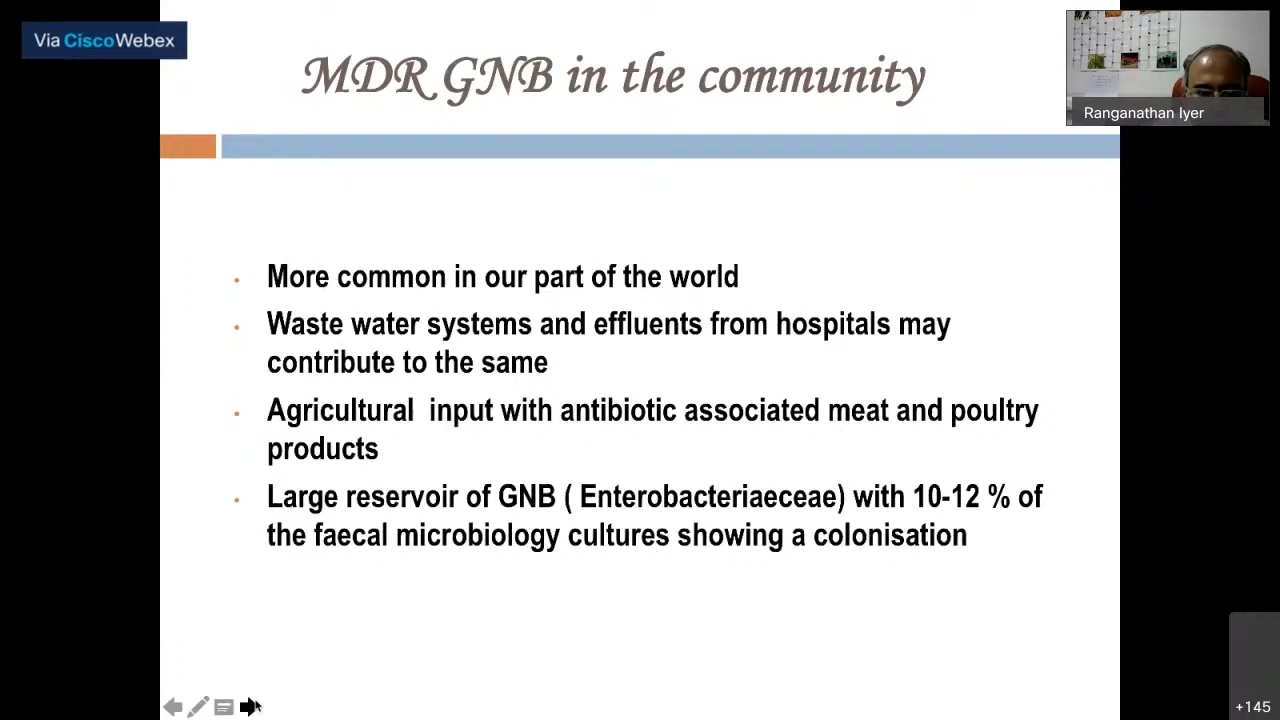 Via Cisco Webex
MDR GNB in the community
Ranganathan Iyer
• More common in our part of the world
• Waste water systems and effluents from hospitals may
contribute to the same
• Agricultural input with antibiotic associated meat and poultry
products
• Large reservoir of GNB ( Enterobacteriaeceae) with 10-12 % of
the faecal microbiology cultures showing a colonisation
+145